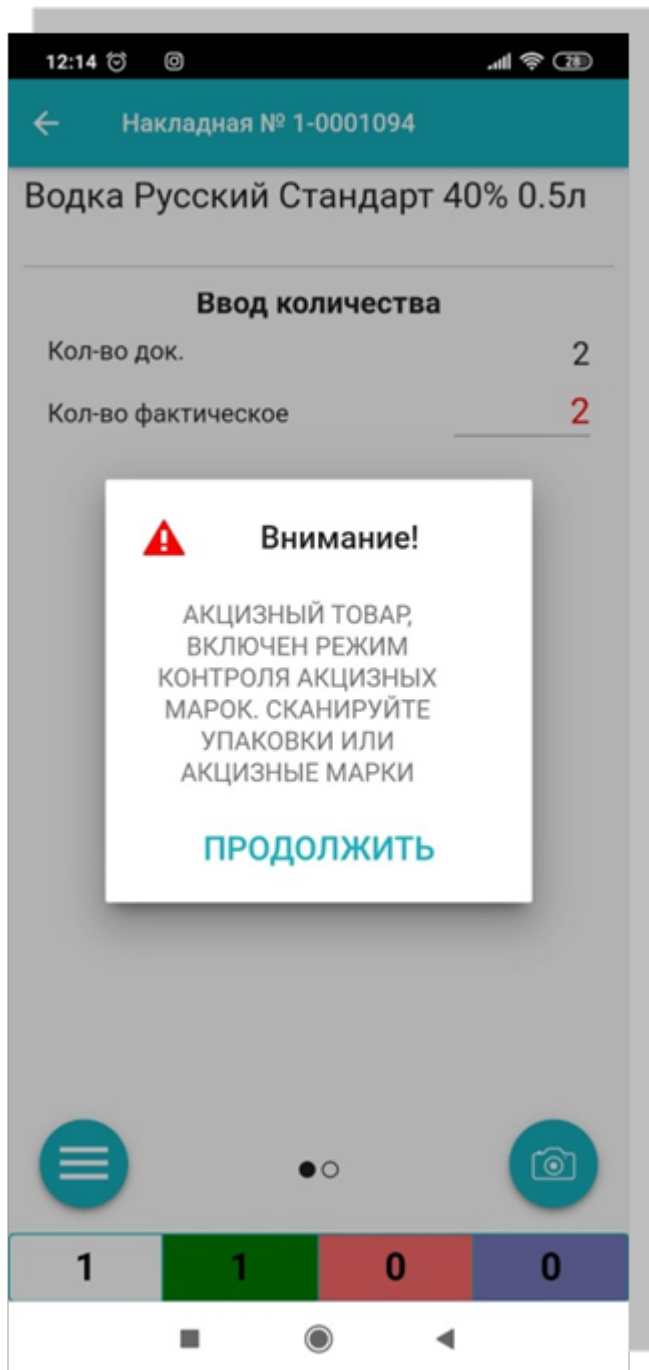 12:14
28
Накладная № 1-0001094
Водка Русский Стандарт 40% 0.5л
Ввод количества
Кол-во док. 2
Кол-во фактическое 2
Внимание!
АКЦИЗНЫЙ ТОВАР,
ВКЛЮЧЕН РЕЖИМ
КОНТРОЛЯ АКЦИЗНЫХ
МАРОК. СКАНИРУЙТЕ
УПАКОВКИ ИЛИ
АКЦИЗНЫЕ МАРКИ
ПРОДОЛЖИТЬ
1 1 0 0